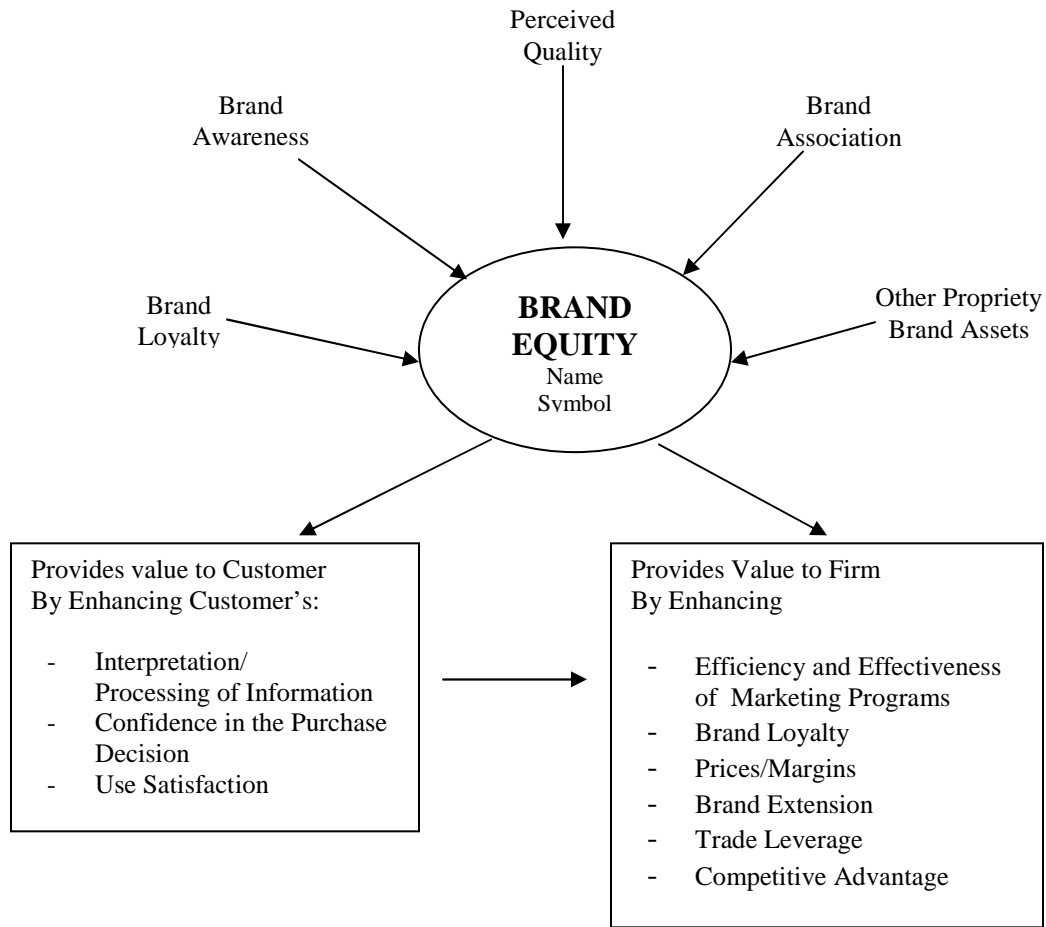 Perceived
Quality
Brand
Awareness
Brand
Association
Brand
Loyalty
Other Propriety
Brand Assets
BRAND
EQUITY
Name
Symbol
Provides value to Customer
By Enhancing Customer’s:
- Interpretation/
Processing of Information
- Confidence in the Purchase
Decision
- Use Satisfaction
Provides Value to Firm
By Enhancing
- Efficiency and Effectiveness
of Marketing Programs
- Brand Loyalty
- Prices/Margins
- Brand Extension
- Trade Leverage
- Competitive Advantage